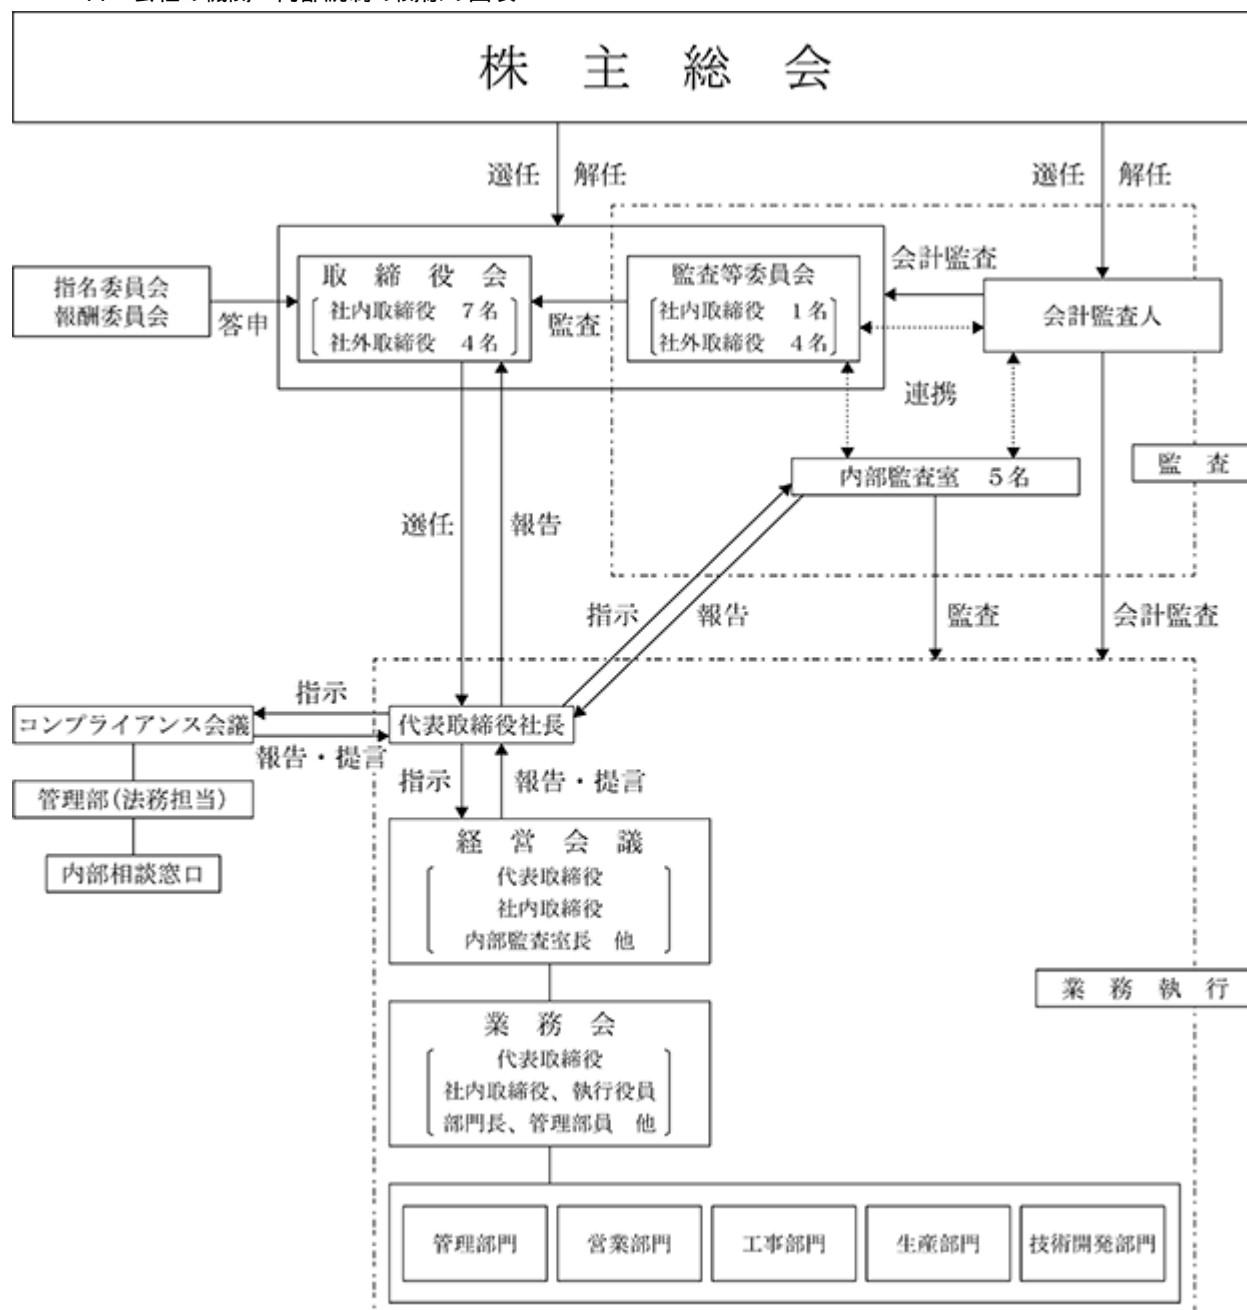 株主総会
選任 解任
選任 解任
指名委員会
報酬委員会
答申
取締役会
社内取締役 7名
社外取締役 4名
監査
監査等委員会
社内取締役 1名
社外取締役 4名
会計監査
会計監査人
連携
監査
内部監査室 5名
選任
報告
指示
報告
監査
会計監査
コンプライアンス会議
指示
報告・提言
代表取締役社長
管理部(法務担当)
内部相談窓口
指示
報告・提言
経営会議
代表取締役
社内取締役
内部監査室長 他
業務執行
業務会
代表取締役
社内取締役、執行役員
部門長、管理部員 他
管理部門
営業部門
工事部門
生産部門
技術開発部門